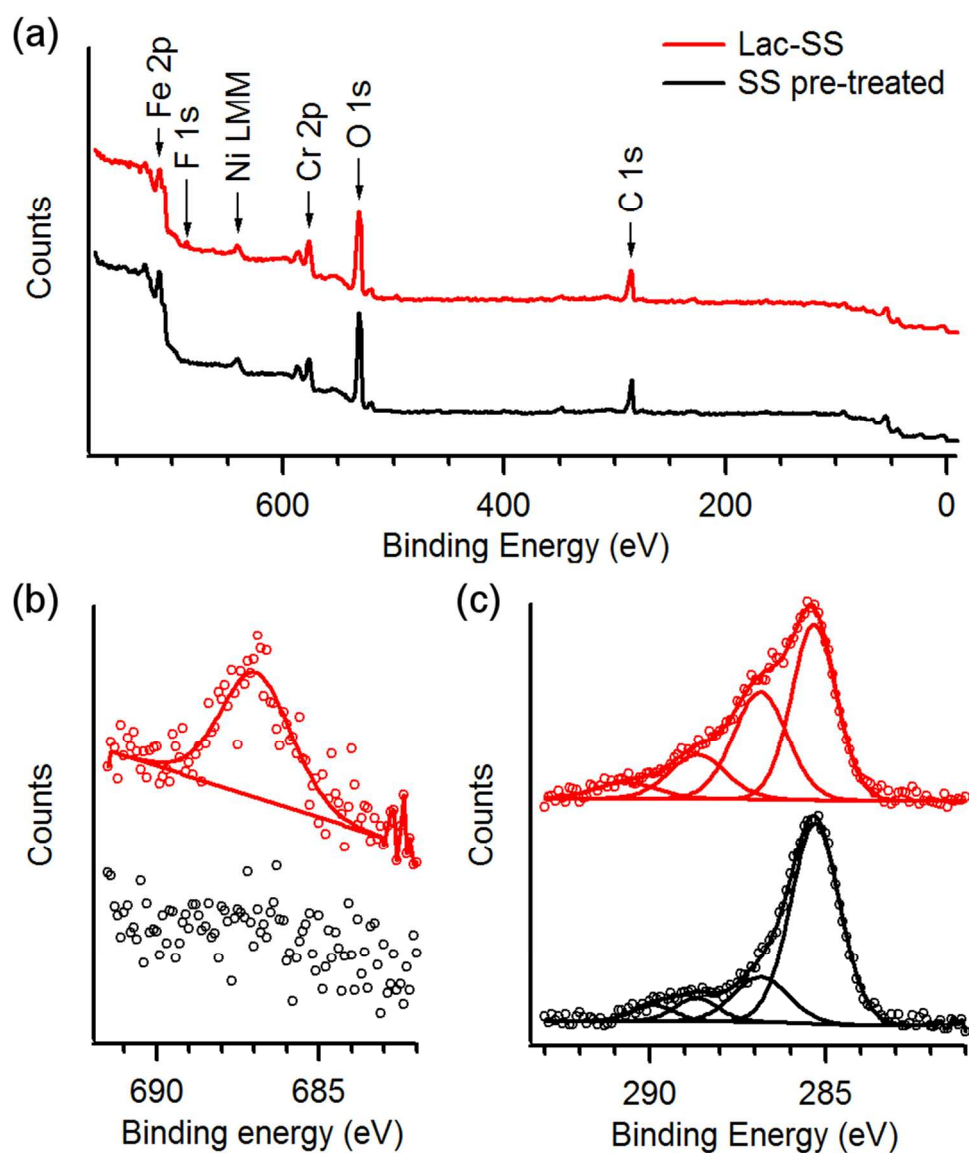 (a)
Lac-SS
SS pre-treated
Fe 2p
F 1s
Ni LMM
Cr 2p
O 1s
C 1s
Counts
600
400
200
0
Binding Energy (eV)
(b)
Counts
690
685
Binding energy (eV)
(c)
Counts
290
285
Binding Energy (eV)